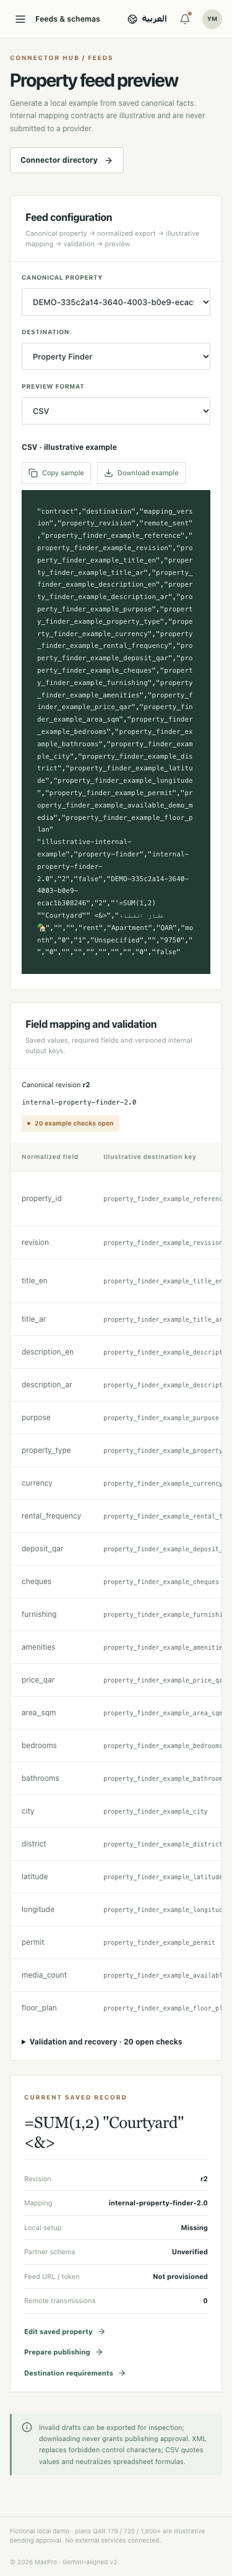 Feeds & schemas
العربية
YM
CONNECTOR HUB / FEEDS
Property feed preview
Generate a local example from saved canonical facts.
Internal mapping contracts are illustrative and are never
submitted to a provider.
Connector directory
Feed configuration
Canonical property → normalized export → illustrative
mapping → validation → preview
CANONICAL PROPERTY
DEMO-335c2a14-3640-4003-b0e9-ecac
DESTINATION
Property Finder
PREVIEW FORMAT
CSV
CSV · illustrative example
Copy sample
Download example
"contract","destination","mapping_vers
ion","property_revision","remote_sent"
,"property_finder_example_reference","
property_finder_example_revision","pro
perty_finder_example_title_en","proper
ty_finder_example_title_ar","property_
finder_example_description_en","proper
ty_finder_example_description_ar","pro
perty_finder_example_purpose","propert
y_finder_example_property_type","prope
rty_finder_example_currency","property
_finder_example_rental_frequency","pro
perty_finder_example_deposit_qar","pro
perty_finder_example_cheques","propert
y_finder_example_furnishing","property
_finder_example_amenities","property_f
inder_example_price_qar","property_fin
der_example_area_sqm","property_finder
_example_bedrooms","property_finder_ex
ample_bathrooms","property_finder_exam
ple_city","property_finder_example_dis
trict","property_finder_example_latitu
de","property_finder_example_longitude
","property_finder_example_permit","pr
operty_finder_example_available_demo_m
edia","property_finder_example_floor_p
lan"
"illustrative-internal-
example","property-finder","internal-
property-finder-
2.0","2","false","DEMO-335c2a14-3640-
4003-b0e9-
ecac1b308246","2","'=SUM(1,2)
""Courtyard"" <&>"
🏡","","","rent","Apartment","QAR","mo
nth","0","1","Unspecified","","9750","
","0","","","","","","","0","false"
Field mapping and validation
Saved values, required fields and versioned internal
output keys.
Canonical revision r2
internal-property-finder-2.0
20 example checks open
Normalized field Illustrative destination key
property_id property_finder_example_referenc
revision property_finder_example_revision
title_en property_finder_example_title_en
title_ar property_finder_example_title_ar
description_en property_finder_example_descript
description_ar property_finder_example_descript
purpose property_finder_example_purpose
property_type property_finder_example_property
currency property_finder_example_currency
rental_frequency property_finder_example_rental_f
deposit_qar property_finder_example_deposit_
cheques property_finder_example_cheques
furnishing property_finder_example_furnishi
amenities property_finder_example_amenitie
price_qar property_finder_example_price_qa
area_sqm property_finder_example_area_sqm
bedrooms property_finder_example_bedrooms
bathrooms property_finder_example_bathroom
city property_finder_example_city
district property_finder_example_district
latitude property_finder_example_latitude
longitude property_finder_example_longitud
permit property_finder_example_permit
media_count property_finder_example_availabl
floor_plan property_finder_example_floor_pl
Validation and recovery · 20 open checks
CURRENT SAVED RECORD
=SUM(1,2) "Courtyard"
<&>
Revision r2
Mapping internal-property-finder-2.0
Local setup Missing
Partner schema Unverified
Feed URL / token Not provisioned
Remote transmissions 0
Edit saved property
Prepare publishing
Destination requirements
Invalid drafts can be exported for inspection;
downloading never grants publishing approval. XML
replaces forbidden control characters; CSV quotes
values and neutralizes spreadsheet formulas.
Fictional local demo · plans QAR 179 / 725 / 1,800+ are illustrative
pending approval. No external services connected.
© 2026 MaxPro · Gemini-aligned v3